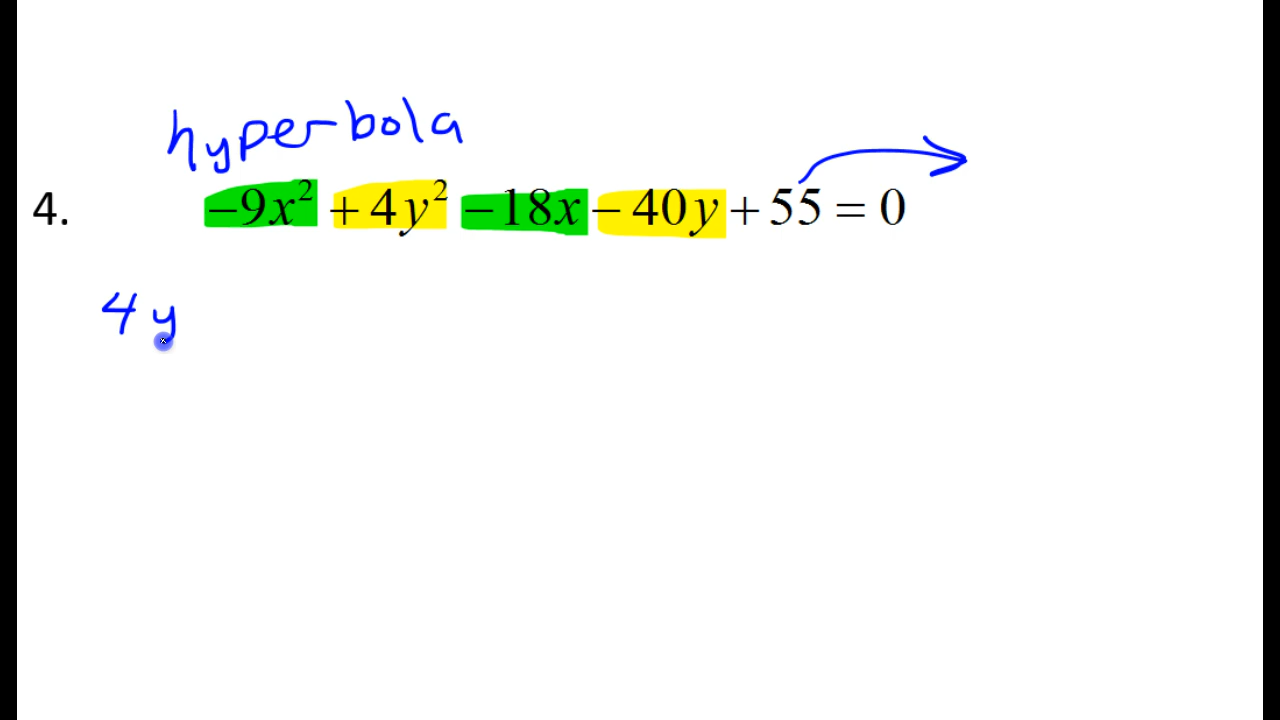 hyperbola
4. −9x² + 4y² − 18x − 40y + 55 = 0
4y